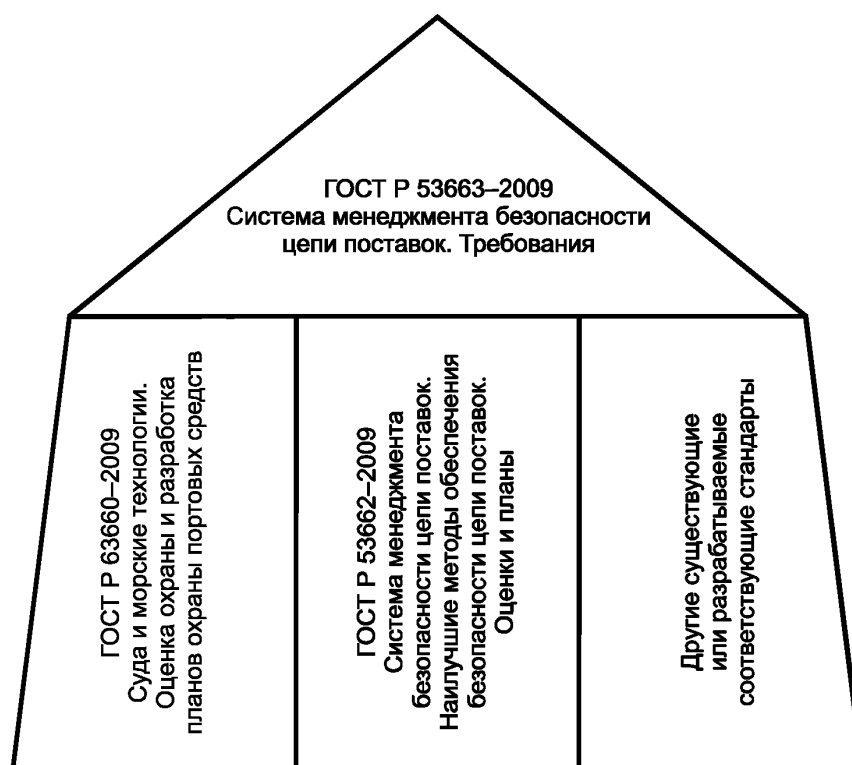 ГОСТ Р 53663–2009
Система менеджмента безопасности
цепи поставок. Требования
ГОСТ Р 63660–2009
Суда и морские технологии.
Оценка охраны и разработка
планов охраны портовых средств
ГОСТ Р 53662–2009
Система менеджмента
безопасности цепи поставок.
Наилучшие методы обеспечения
безопасности цепи поставок.
Оценки и планы
Другие существующие
или разрабатываемые
соответствующие стандарты